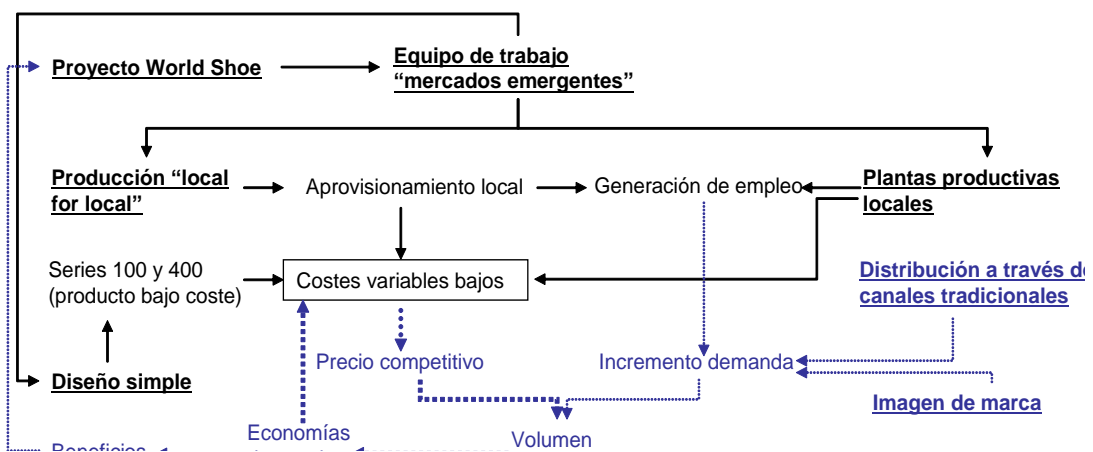 Proyecto World Shoe
Equipo de trabajo
“mercados emergentes”
Producción “local
for local”
Aprovisionamiento local
Generación de empleo
Plantas productivas
locales
Series 100 y 400
(producto bajo coste)
Costes variables bajos
Distribución a través de
canales tradicionales
Precio competitivo
Incremento demanda
Diseño simple
Imagen de marca
Economías
Volumen
Beneficios